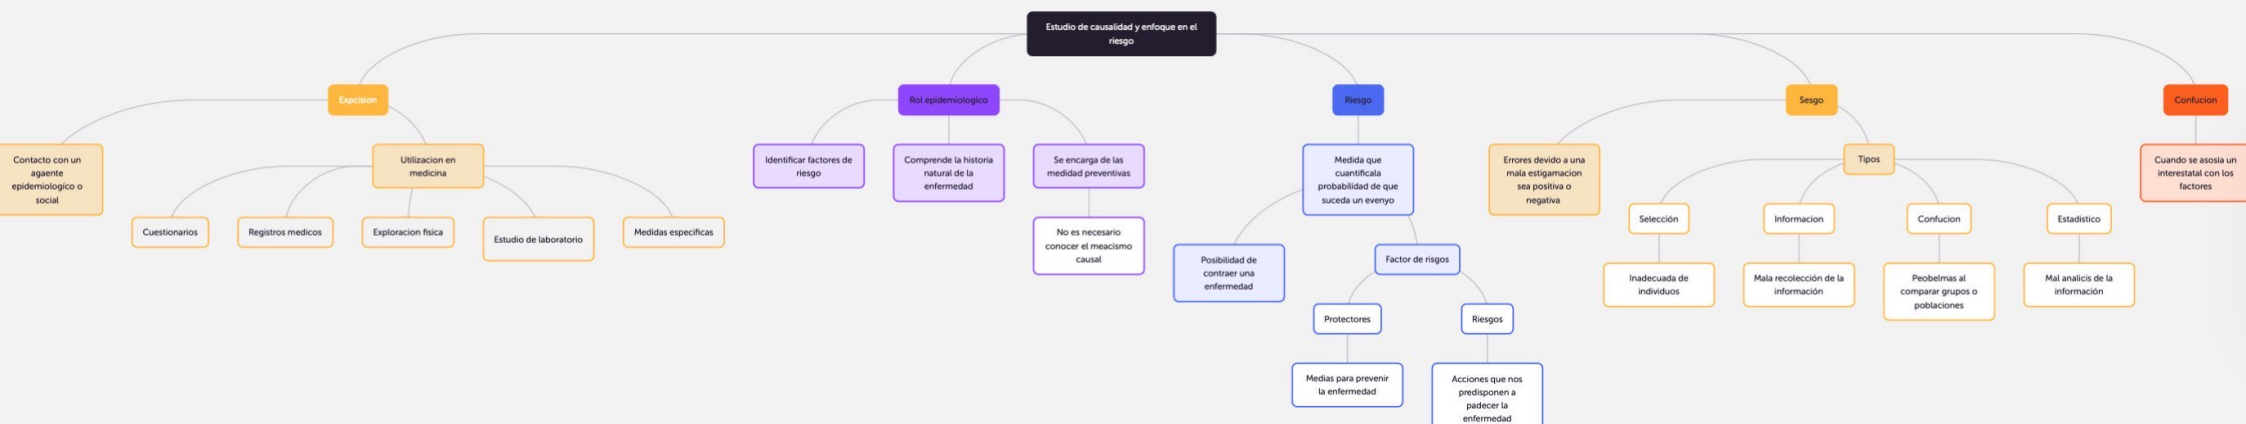 Estudio de causalidad y enfoque en el
riesgo
Expcision
Contacto con un
agaente
epidemiologico o
social
Utilizacion en
medicina
Cuestionarios
Registros medicos
Exploracion fisica
Estudio de laboratorio
Medidas especificas
Rol epidemiologico
Identificar factores de
riesgo
Comprende la historia
natural de la
enfermedad
Se encarga de las
medidad preventivas
No es necesario
conocer el meacismo
causal
Riesgo
Medida que
cuantificala
probabilidad de que
suceda un evenyo
Posibilidad de
contraer una
enfermedad
Factor de risgos
Protectores
Medias para prevenir
la enfermedad
Riesgos
Acciones que nos
predisponen a
padecer la
enfermedad
Sesgo
Errores devido a una
mala estigamacion
sea positiva o
negativa
Tipos
Selección
Inadecuada de
individuos
Informacion
Mala recolección de la
información
Confucion
Peobelmas al
comparar grupos o
poblaciones
Estadistico
Mal analicis de la
información
Confucion
Cuando se asosia un
interestatal con los
factores